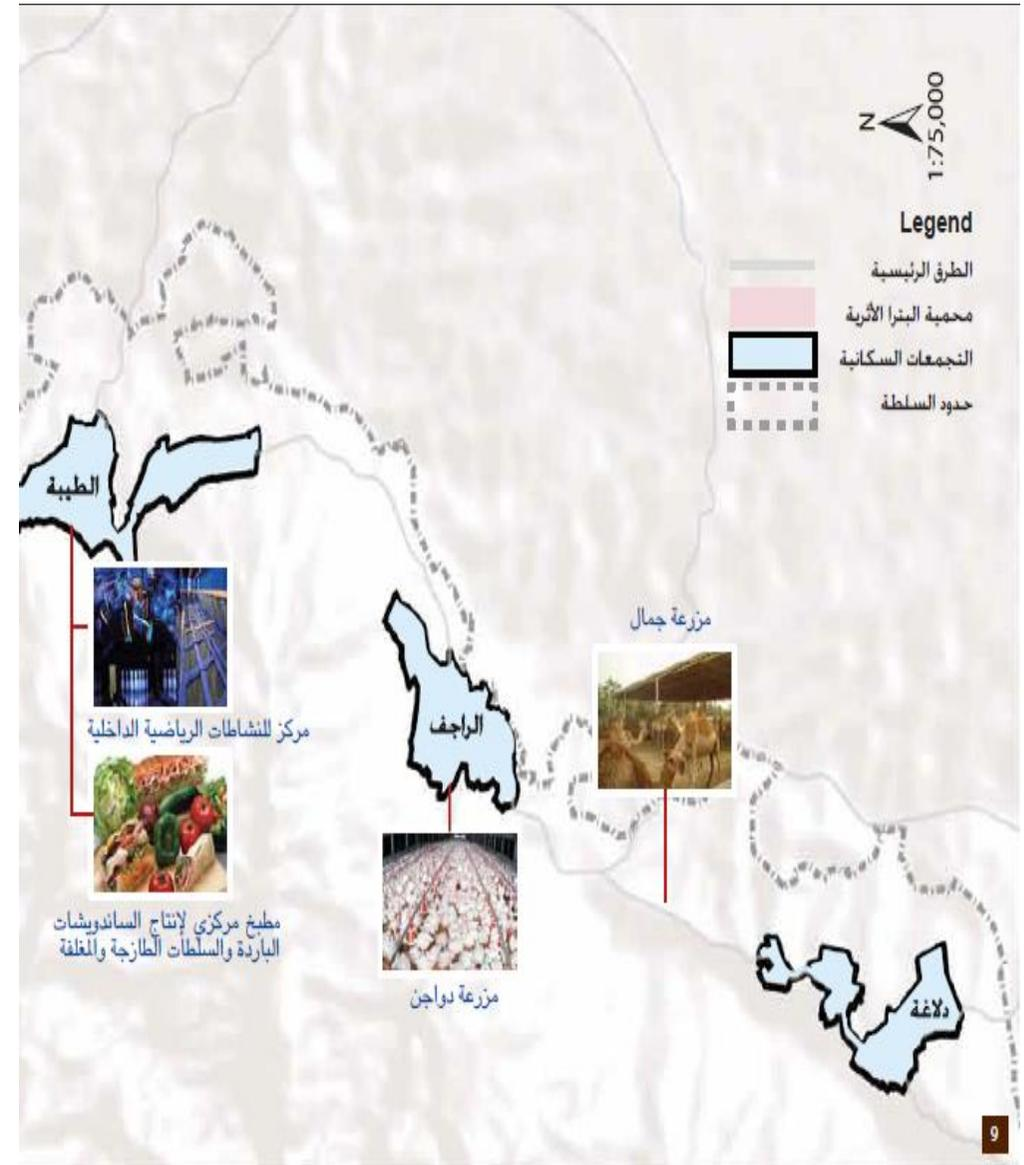 N
1:75,000
Legend
الطرق الرئيسية
محمية البترا الأثرية
التجمعات السكانية
حدود السلطة
الطيبة
مركز للنشاطات الرياضية الداخلية
مطبخ مركزي لإنتاج الساندويشات
الباردة والسلطات الطازجة والمغلفة
الراجف
مزرعة دواجن
مزرعة جمال
دلاغة
9